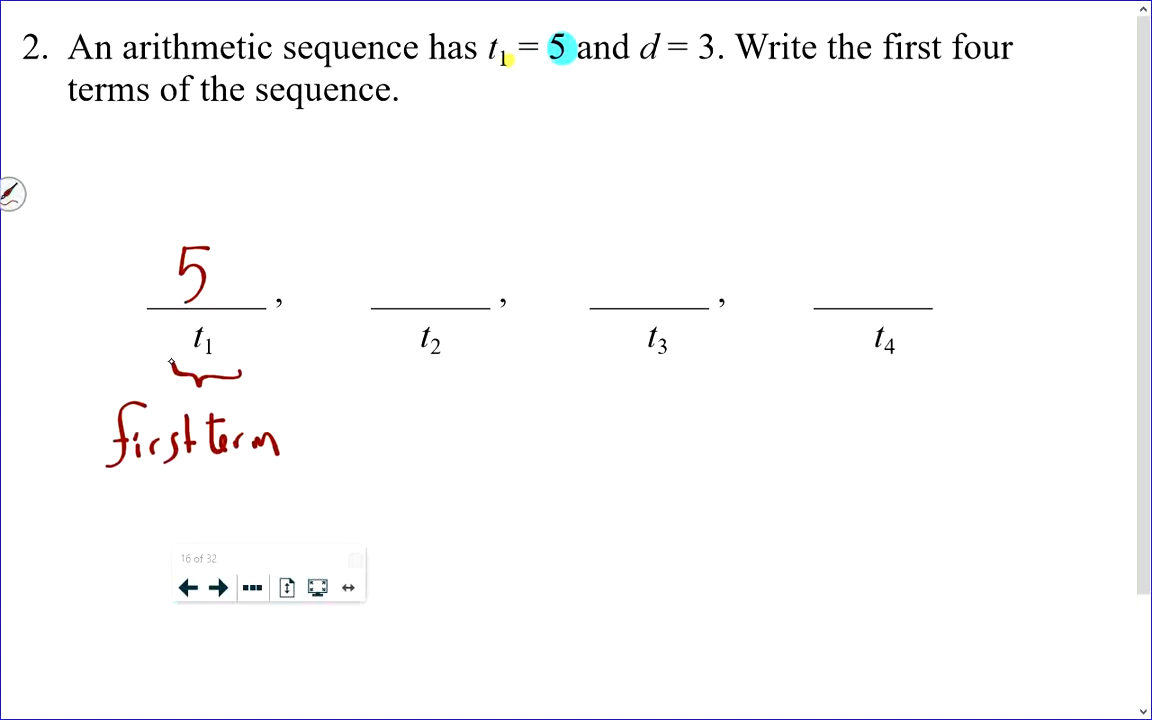 2. An arithmetic sequence has t₁ = 5 and d = 3. Write the first four
terms of the sequence.
5
, , ,
t₁ t₂ t₃ t₄
first term
16 of 32